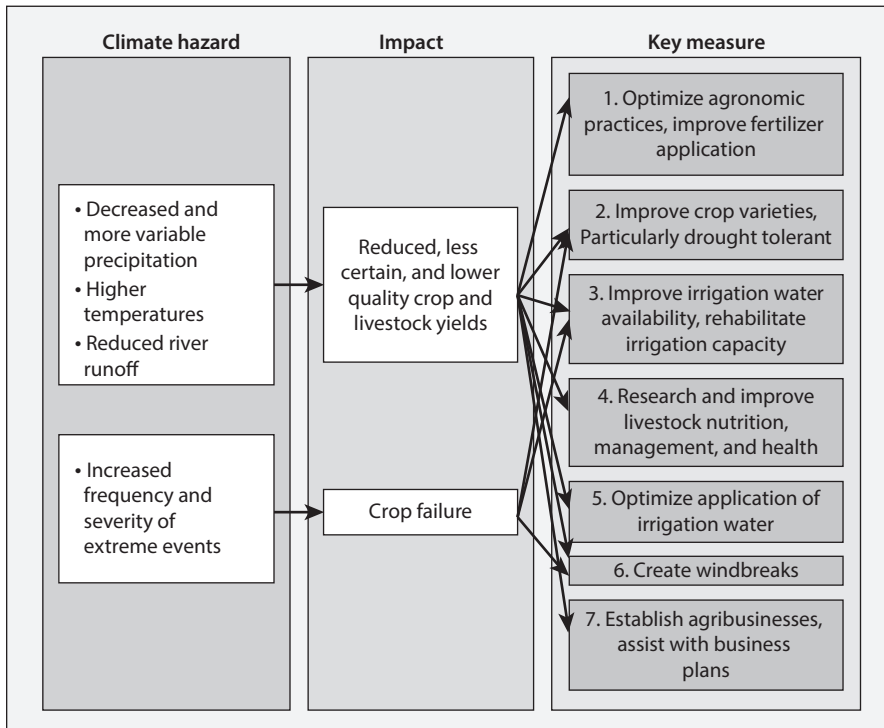 Climate hazard
Impact
Key measure
• Decreased and
more variable
precipitation
• Higher
temperatures
• Reduced river
runoff
• Increased
frequency and
severity of
extreme events
Reduced, less
certain, and lower
quality crop and
livestock yields
Crop failure
1. Optimize agronomic
practices, improve fertilizer
application
2. Improve crop varieties,
Particularly drought tolerant
3. Improve irrigation water
availability, rehabilitate
irrigation capacity
4. Research and improve
livestock nutrition,
management, and health
5. Optimize application of
irrigation water
6. Create windbreaks
7. Establish agribusinesses,
assist with business
plans